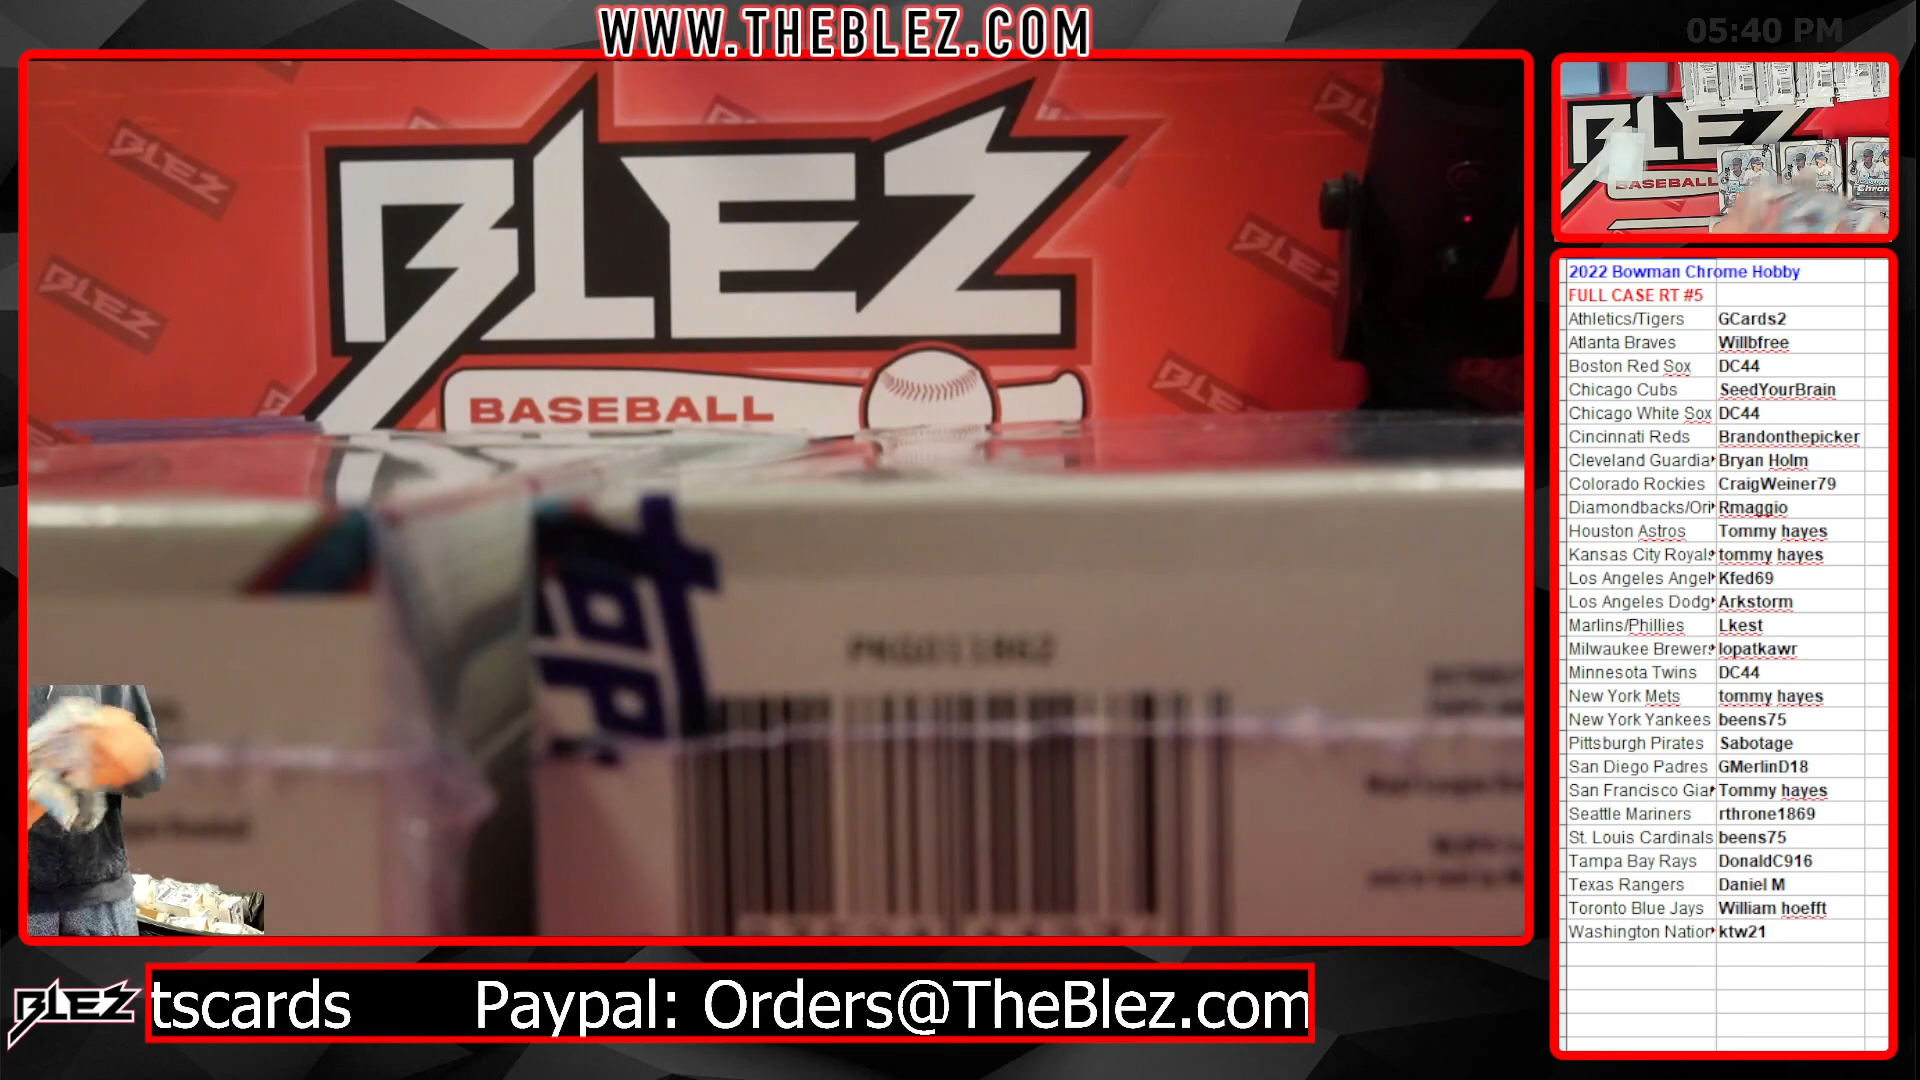 WWW.THEBLEZ.COM
05:40 PM
BLEZ
BASEBALL
BLEZ
BASEBALL
2022 Bowman Chrome Hobby
FULL CASE RT #5
Athletics/Tigers GCards2
Atlanta Braves Willbfree
Boston Red Sox DC44
Chicago Cubs SeedYourBrain
Chicago White Sox DC44
Cincinnati Reds Brandonthepicker
Cleveland Guardia Bryan Holm
Colorado Rockies CraigWeiner79
Diamondbacks/Ori Rmaggio
Houston Astros Tommy hayes
Kansas City Royals tommy hayes
Los Angeles Angel Kfed69
Los Angeles Dodg Arkstorm
Marlins/Phillies Lkest
Milwaukee Brewers lopatkawr
Minnesota Twins DC44
New York Mets tommy hayes
New York Yankees beens75
Pittsburgh Pirates Sabotage
San Diego Padres GMerlinD18
San Francisco Gia Tommy hayes
Seattle Mariners rthrone1869
St. Louis Cardinals beens75
Tampa Bay Rays DonaldC916
Texas Rangers Daniel M
Toronto Blue Jays William hoefft
Washington Nation ktw21
BLEZ
tscards Paypal: Orders@TheBlez.com